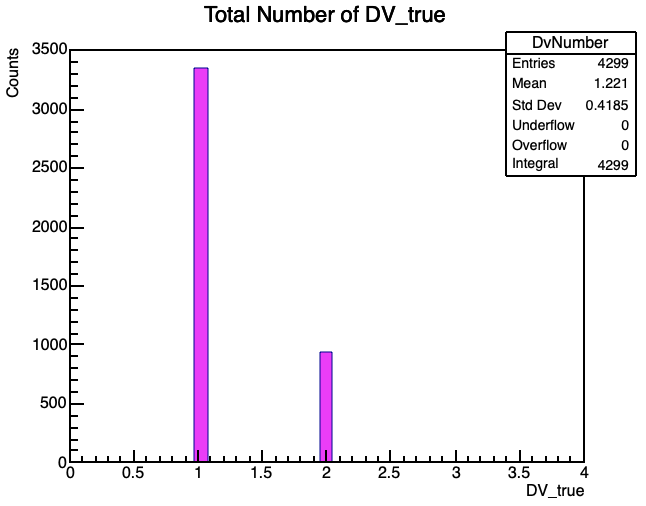 Total Number of DV_true
DvNumber
Entries 4299
Mean 1.221
Std Dev 0.4185
Underflow 0
Overflow 0
Integral 4299
Counts
3500
3000
2500
2000
1500
1000
500
0
0 0.5 1 1.5 2 2.5 3 3.5 4
DV_true